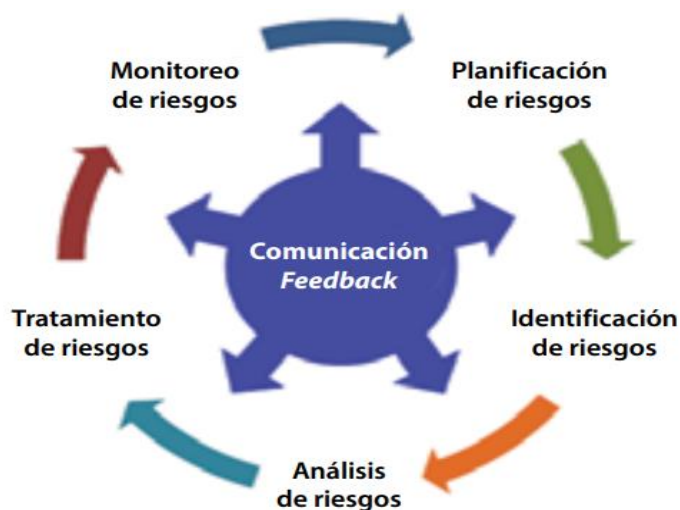 Monitoreo
de riesgos
Planificación
de riesgos
Comunicación
Feedback
Tratamiento
de riesgos
Identificación
de riesgos
Análisis
de riesgos